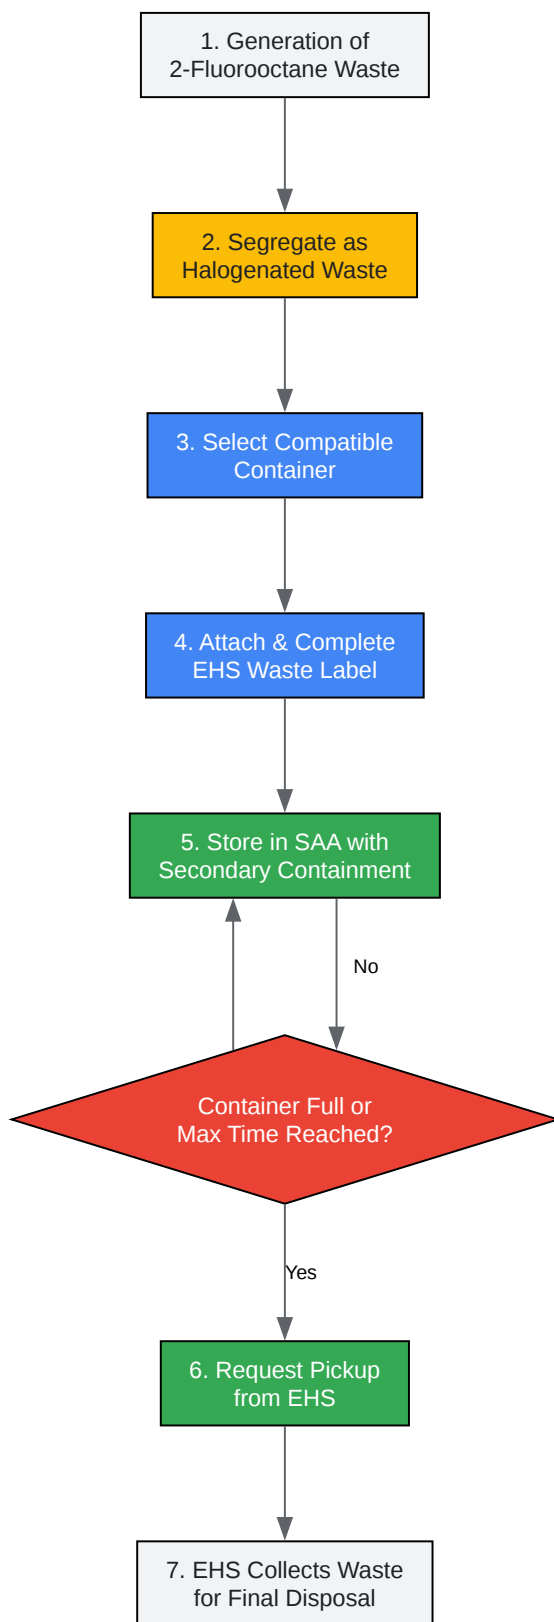 1. Generation of
2-Fluorooctane Waste
2. Segregate as
Halogenated Waste
3. Select Compatible
Container
4. Attach & Complete
EHS Waste Label
5. Store in SAA with
Secondary Containment
No
Container Full or
Max Time Reached?
Yes
6. Request Pickup
from EHS
7. EHS Collects Waste
for Final Disposal